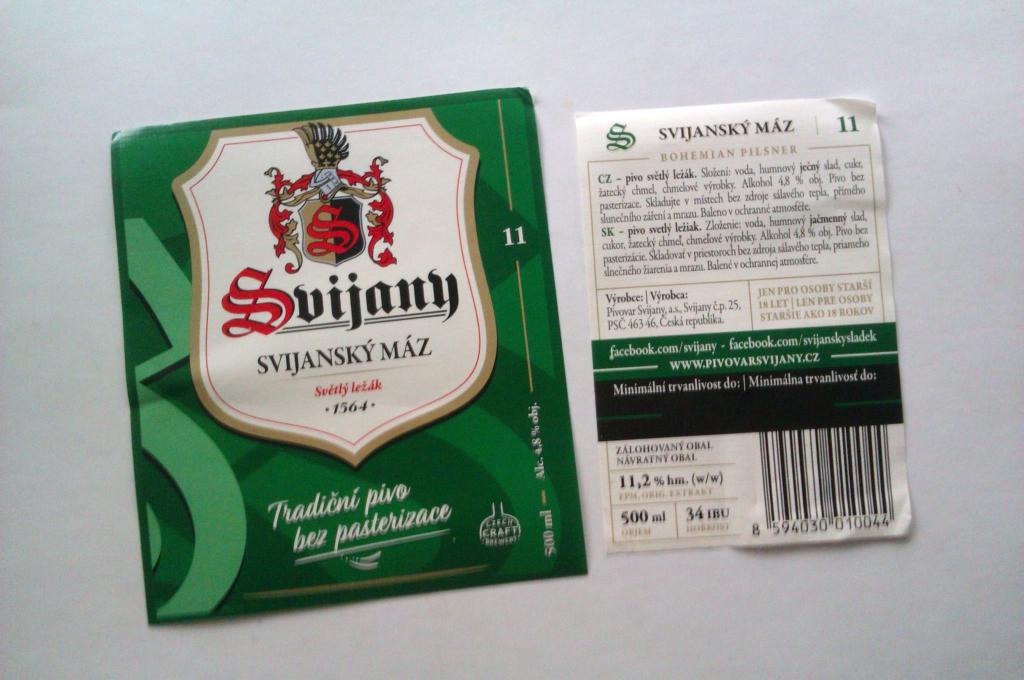 S
Svijany
SVIJANSKÝ MÁZ
Světlý ležák
• 1564 •
11
Tradiční pivo
bez pasterizace
CZECH
CRAFT
BREWERY
500 ml – Alc. 4,8 % obj.
S SVIJANSKÝ MÁZ | 11
BOHEMIAN PILSNER
CZ – pivo světlý ležák. Složení: voda, humnový ječný slad, cukr,
žatecký chmel, chmelové výrobky. Alkohol 4,8 % obj. Pivo bez
pasterizace. Skladujte v místech bez zdroje sálavého tepla, přímého
slunečního záření a mrazu. Baleno v ochranné atmosféře.
SK – pivo svetlý ležiak. Zloženie: voda, humnový jačmenný slad,
cukor, žatecký chmeľ, chmeľové výrobky. Alkohol 4,8 % obj. Pivo bez
pasterizácie. Skladovať v priestoroch bez zdroja sálavého tepla, priameho
slnečného žiarenia a mrazu. Balené v ochrannej atmosfére.
Výrobce: | Výrobca:
Pivovar Svijany, a.s., Svijany č.p. 25,
PSČ 463 46, Česká republika.
JEN PRO OSOBY STARŠÍ
18 LET | LEN PRE OSOBY
STARŠIE AKO 18 ROKOV
facebook.com/svijany - facebook.com/svijanskysladek
WWW.PIVOVARSVIJANY.CZ
Minimální trvanlivost do: | Minimálna trvanlivosť do:
ZÁLOHOVANÝ OBAL
NÁVRATNÝ OBAL
11,2 % hm. (w/w)
EPM, ORIG. EXTRAKT
500 ml
OBJEM
34 IBU
HOŘKOST
8 594030 010044